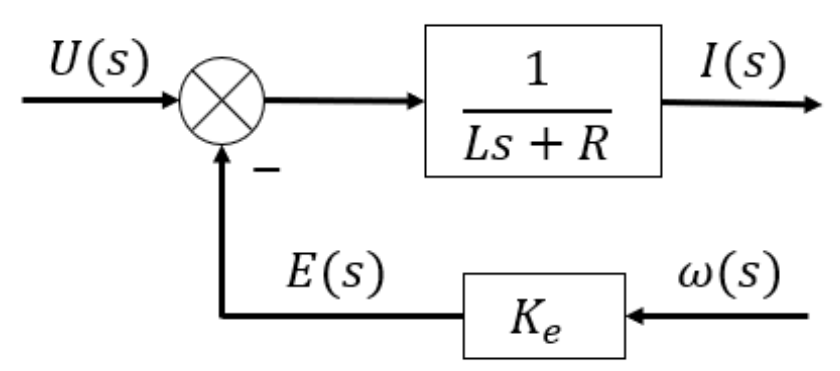 U(s)
1
I(s)
Ls + R
−
E(s)
ω(s)
K_e